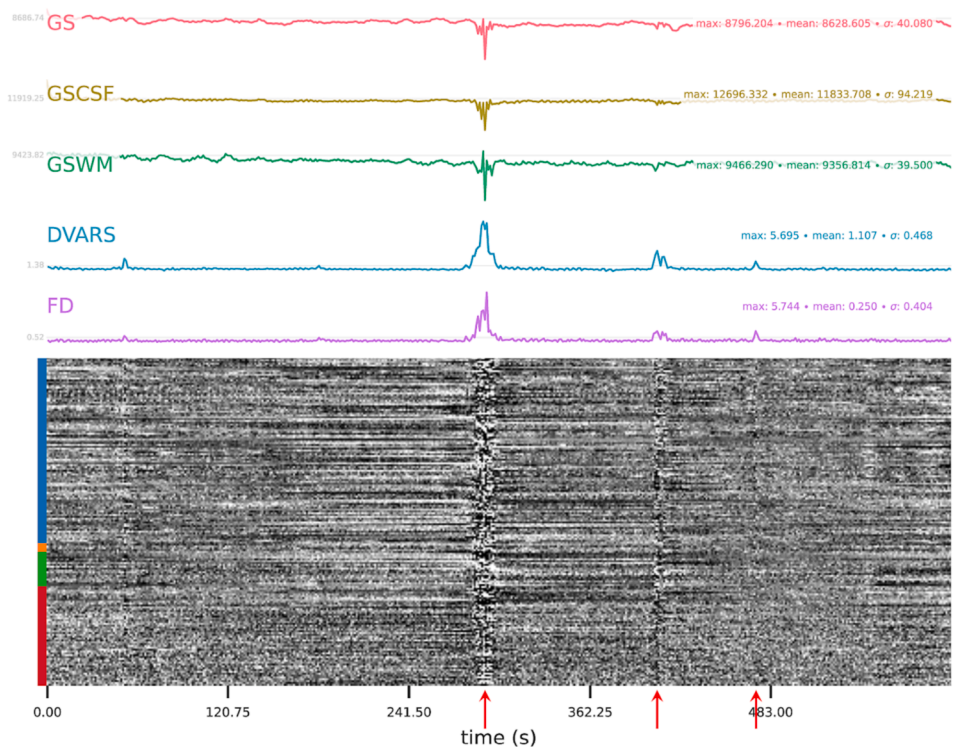 8686.74
GS
max: 8796.204 • mean: 8628.605 • σ: 40.080
11919.25
GSCSF
max: 12696.332 • mean: 11833.708 • σ: 94.219
9423.82
GSWM
max: 9466.290 • mean: 9356.814 • σ: 39.500
DVARS
max: 5.695 • mean: 1.107 • σ: 0.468
1.38
FD
max: 5.744 • mean: 0.250 • σ: 0.404
0.52
0.00 120.75 241.50 362.25 483.00
time (s)